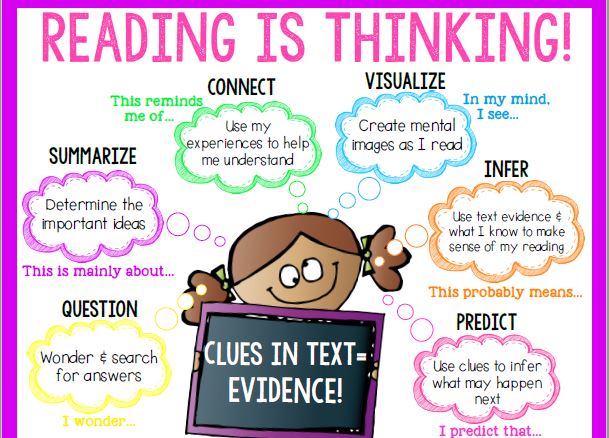 READING IS THINKING!
CONNECT
This reminds
me of...
Use my
experiences to help
me understand
VISUALIZE
In my mind,
I see...
Create mental
images as I read
SUMMARIZE
Determine the
important ideas
This is mainly about...
INFER
Use text evidence &
what I know to make
sense of my reading
This probably means...
QUESTION
Wonder & search
for answers
I wonder...
CLUES IN TEXT=
EVIDENCE!
PREDICT
Use clues to infer
what may happen
next
I predict that...